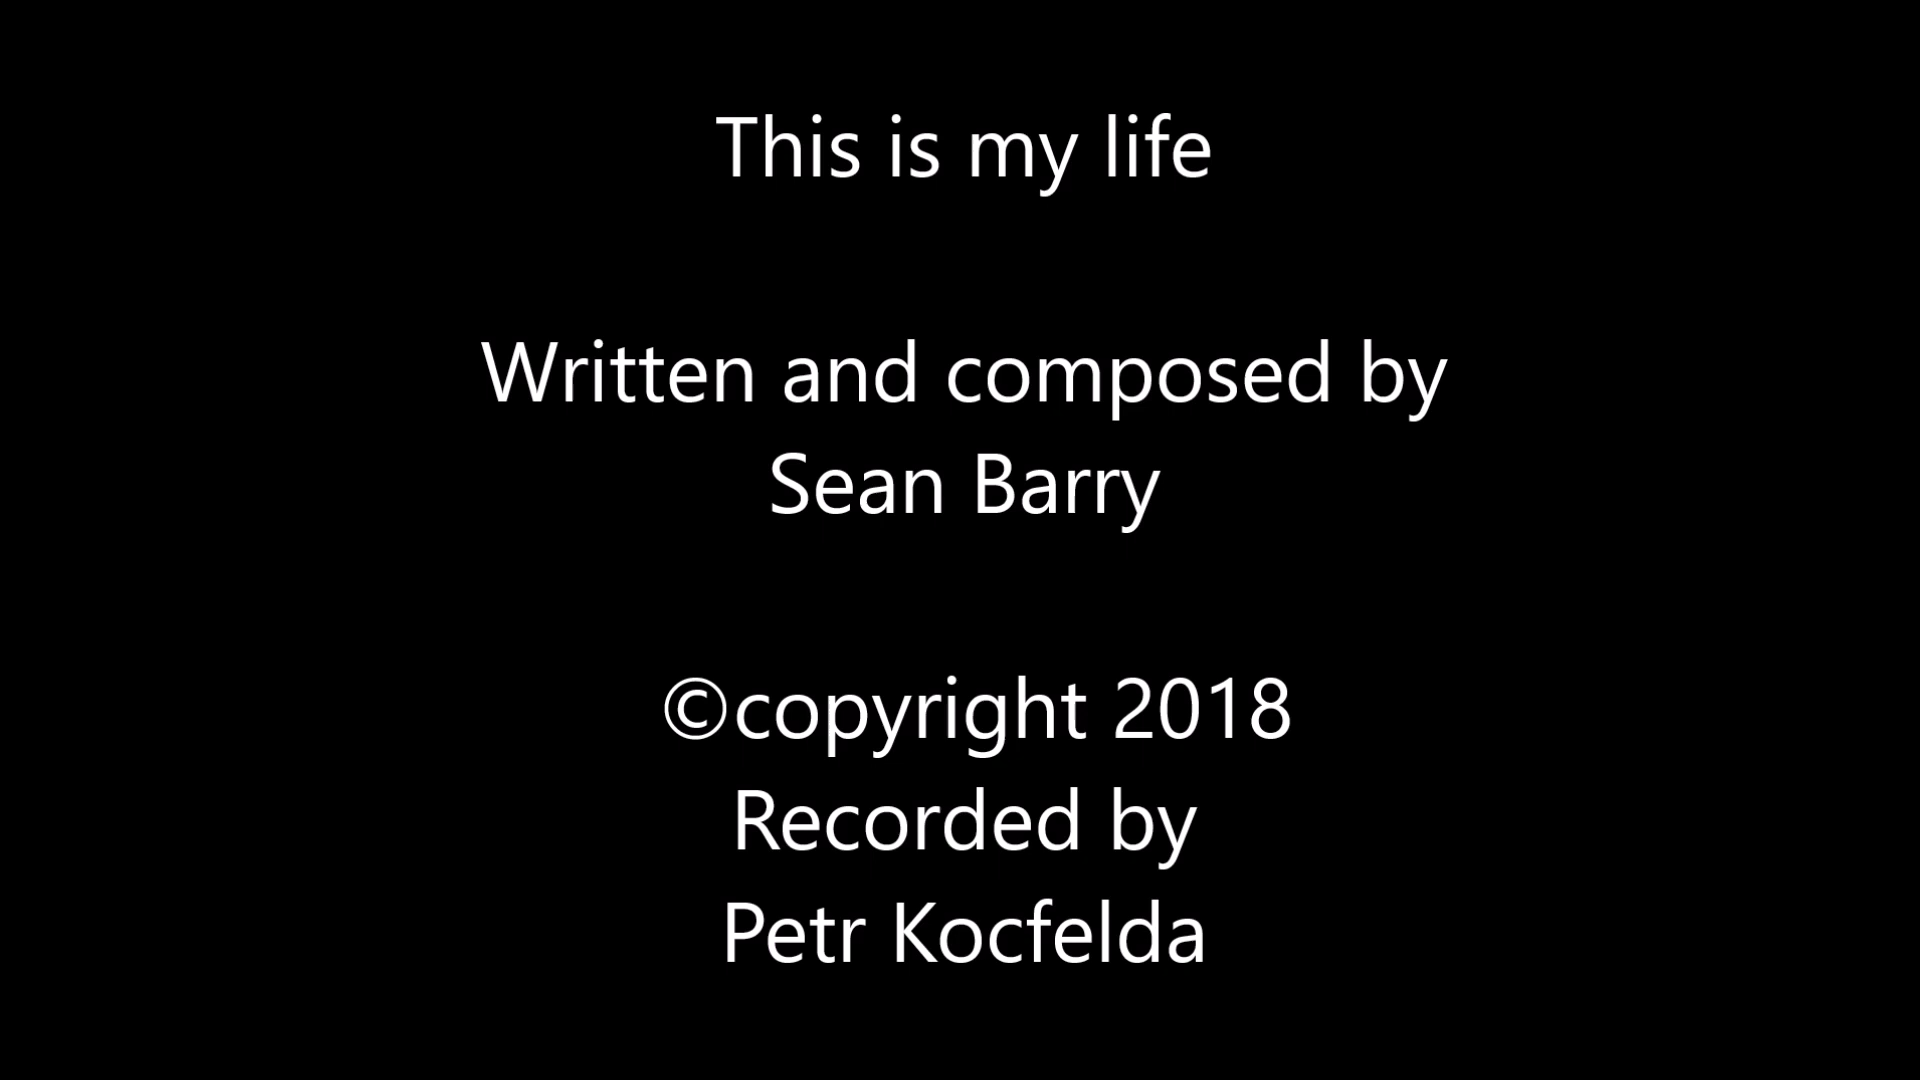 This is my life
Written and composed by
Sean Barry
©copyright 2018
Recorded by
Petr Kocfelda